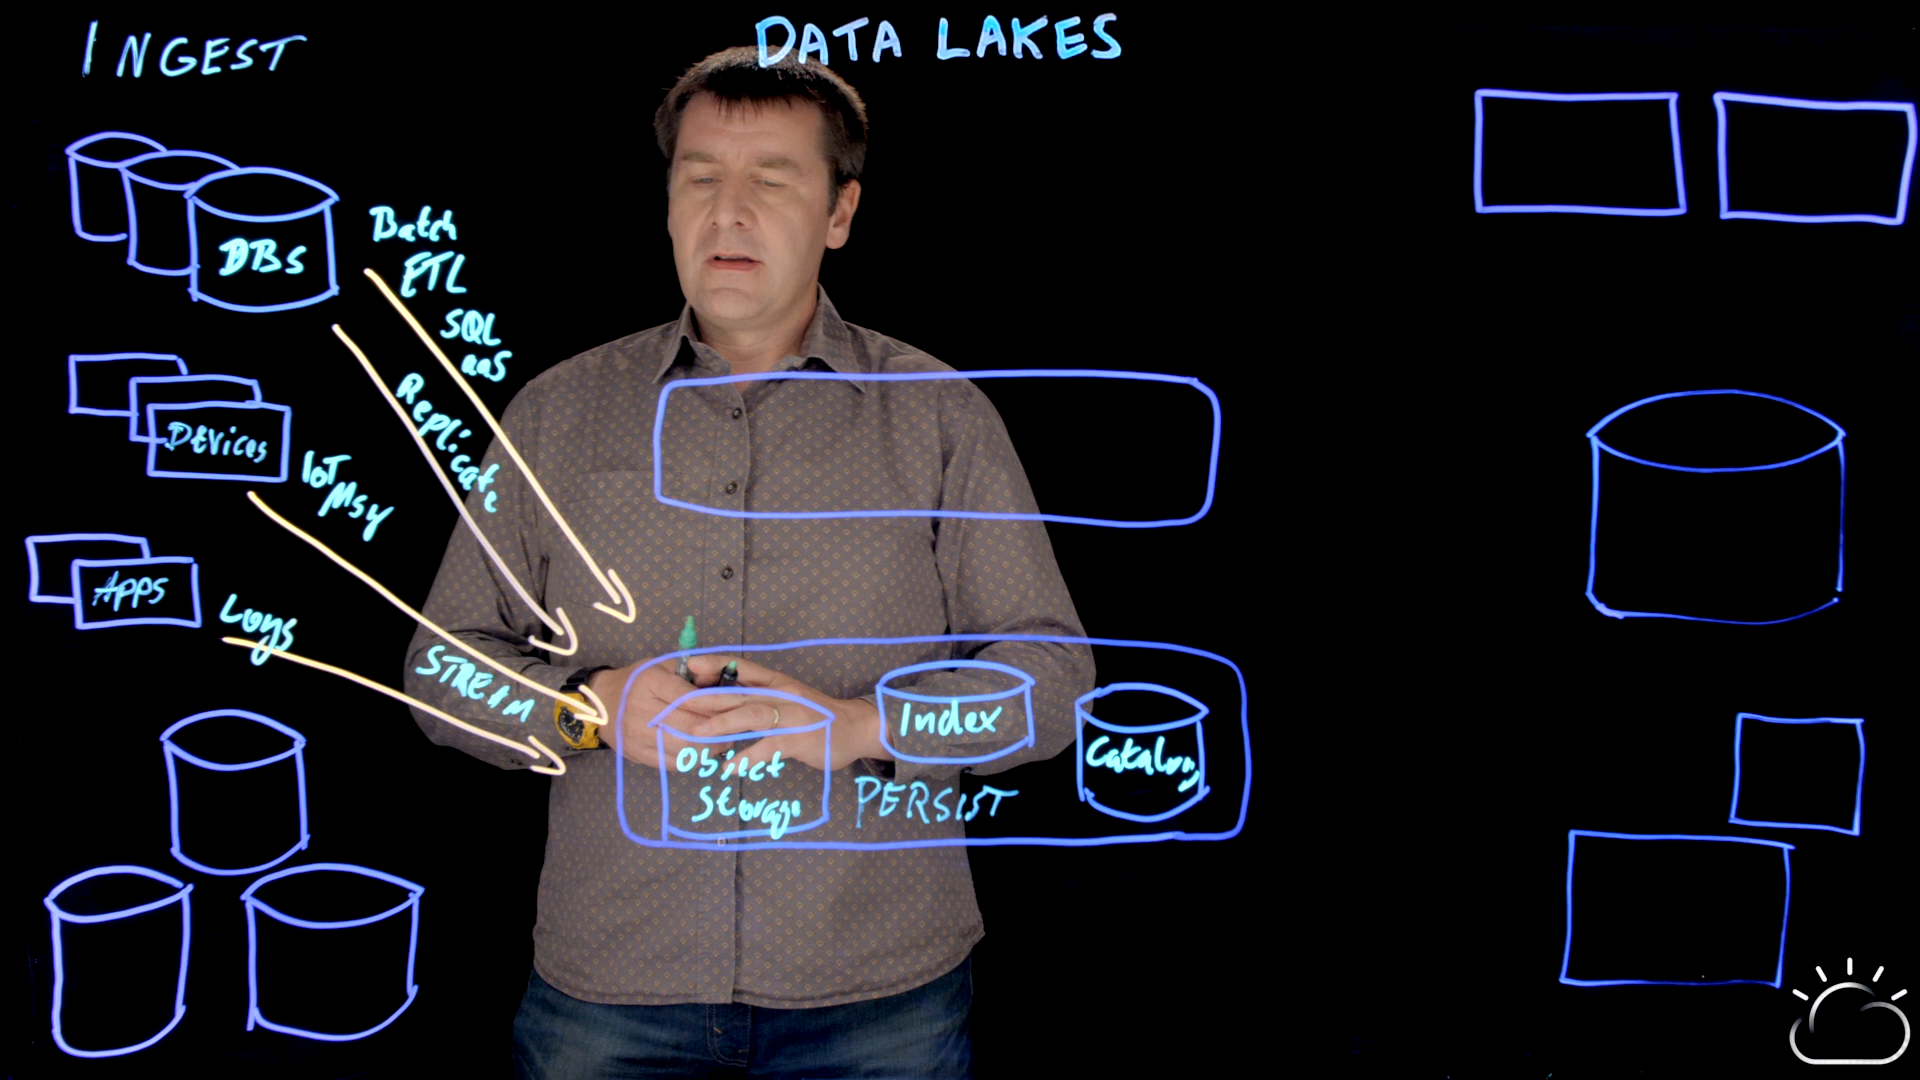 INGEST
DATA LAKES
DBs
Batch
ETL
SQL
aaS
Replicate
Devices
IoT
Msg
APPS
Logs
STREAM
Object
Storage
Index
PERSIST
Catalog